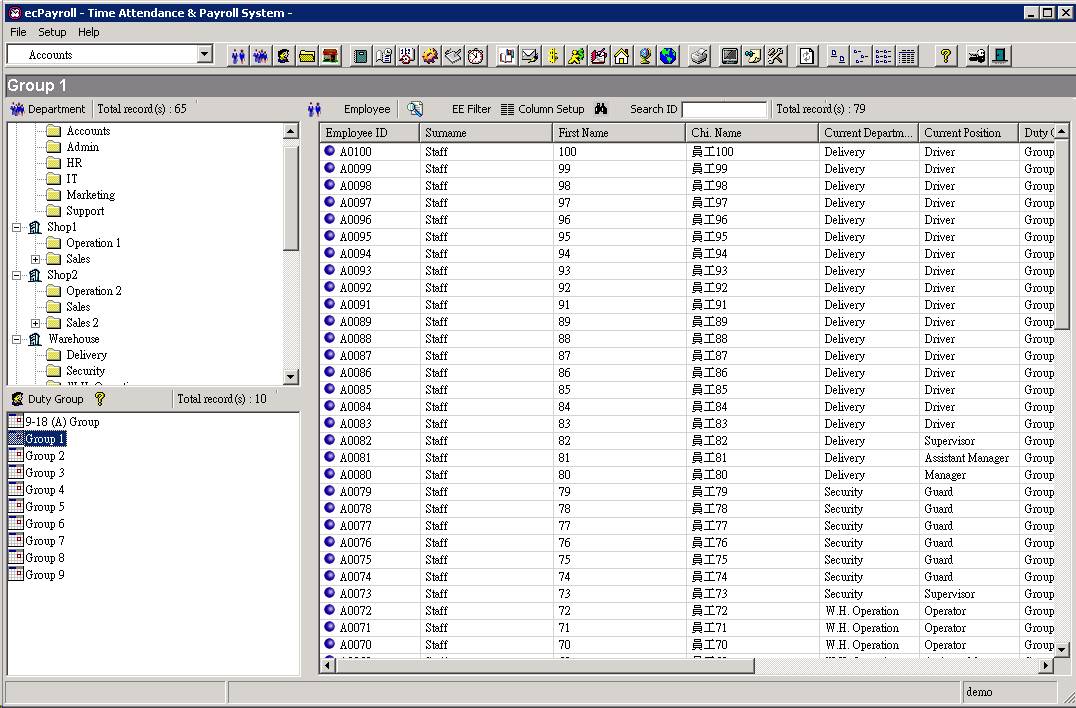 ecPayroll - Time Attendance & Payroll System -
File Setup Help
Accounts
Group 1
Department Total record(s) : 65
Accounts
Admin
HR
IT
Marketing
Support
Shop1
Operation 1
Sales
Shop2
Operation 2
Sales
Sales 2
Warehouse
Delivery
Security
Duty Group Total record(s) : 10
9-18 (A) Group
Group 1
Group 2
Group 3
Group 4
Group 5
Group 6
Group 7
Group 8
Group 9
Employee EE Filter Column Setup Search ID Total record(s) : 79
Employee ID Surname First Name Chi. Name Current Departm... Current Position Duty
A0100 Staff 100 員工100 Delivery Driver Group
A0099 Staff 99 員工99 Delivery Driver Group
A0098 Staff 98 員工98 Delivery Driver Group
A0097 Staff 97 員工97 Delivery Driver Group
A0096 Staff 96 員工96 Delivery Driver Group
A0095 Staff 95 員工95 Delivery Driver Group
A0094 Staff 94 員工94 Delivery Driver Group
A0093 Staff 93 員工93 Delivery Driver Group
A0092 Staff 92 員工92 Delivery Driver Group
A0091 Staff 91 員工91 Delivery Driver Group
A0089 Staff 89 員工89 Delivery Driver Group
A0088 Staff 88 員工88 Delivery Driver Group
A0087 Staff 87 員工87 Delivery Driver Group
A0086 Staff 86 員工86 Delivery Driver Group
A0085 Staff 85 員工85 Delivery Driver Group
A0084 Staff 84 員工84 Delivery Driver Group
A0083 Staff 83 員工83 Delivery Driver Group
A0082 Staff 82 員工82 Delivery Supervisor Group
A0081 Staff 81 員工81 Delivery Assistant Manager Group
A0080 Staff 80 員工80 Delivery Manager Group
A0079 Staff 79 員工79 Security Guard Group
A0078 Staff 78 員工78 Security Guard Group
A0077 Staff 77 員工77 Security Guard Group
A0076 Staff 76 員工76 Security Guard Group
A0075 Staff 75 員工75 Security Guard Group
A0074 Staff 74 員工74 Security Guard Group
A0073 Staff 73 員工73 Security Supervisor Group
A0072 Staff 72 員工72 W.H. Operation Operator Group
A0071 Staff 71 員工71 W.H. Operation Operator Group
A0070 Staff 70 員工70 W.H. Operation Operator Group
demo